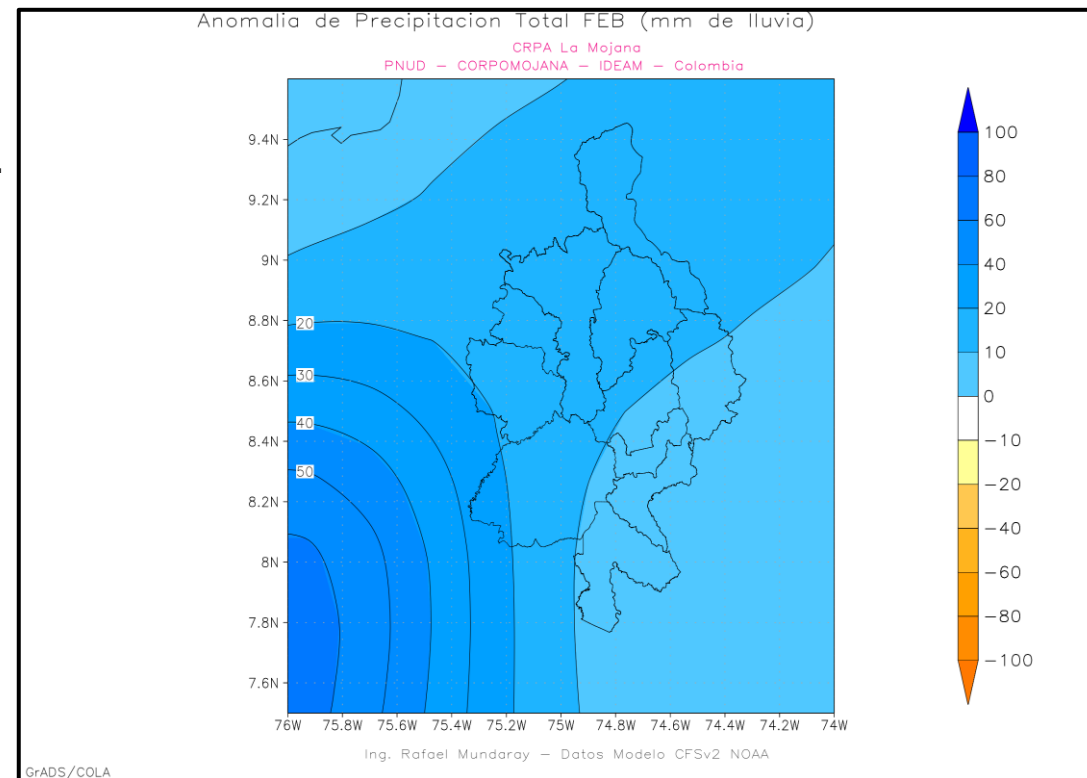 Anomalia de Precipitacion Total FEB (mm de lluvia)
CRPA La Mojana
PNUD – CORPOMOJANA – IDEAM – Colombia
9.4N
9.2N
9N
8.8N
8.6N
8.4N
8.2N
8N
7.8N
7.6N
20
30
40
50
76W 75.8W 75.6W 75.4W 75.2W 75W 74.8W 74.6W 74.4W 74.2W 74W
100
80
60
40
20
10
0
−10
−20
−40
−60
−80
−100
Ing. Rafael Mundaray – Datos Modelo CFSv2 NOAA
GrADS/COLA